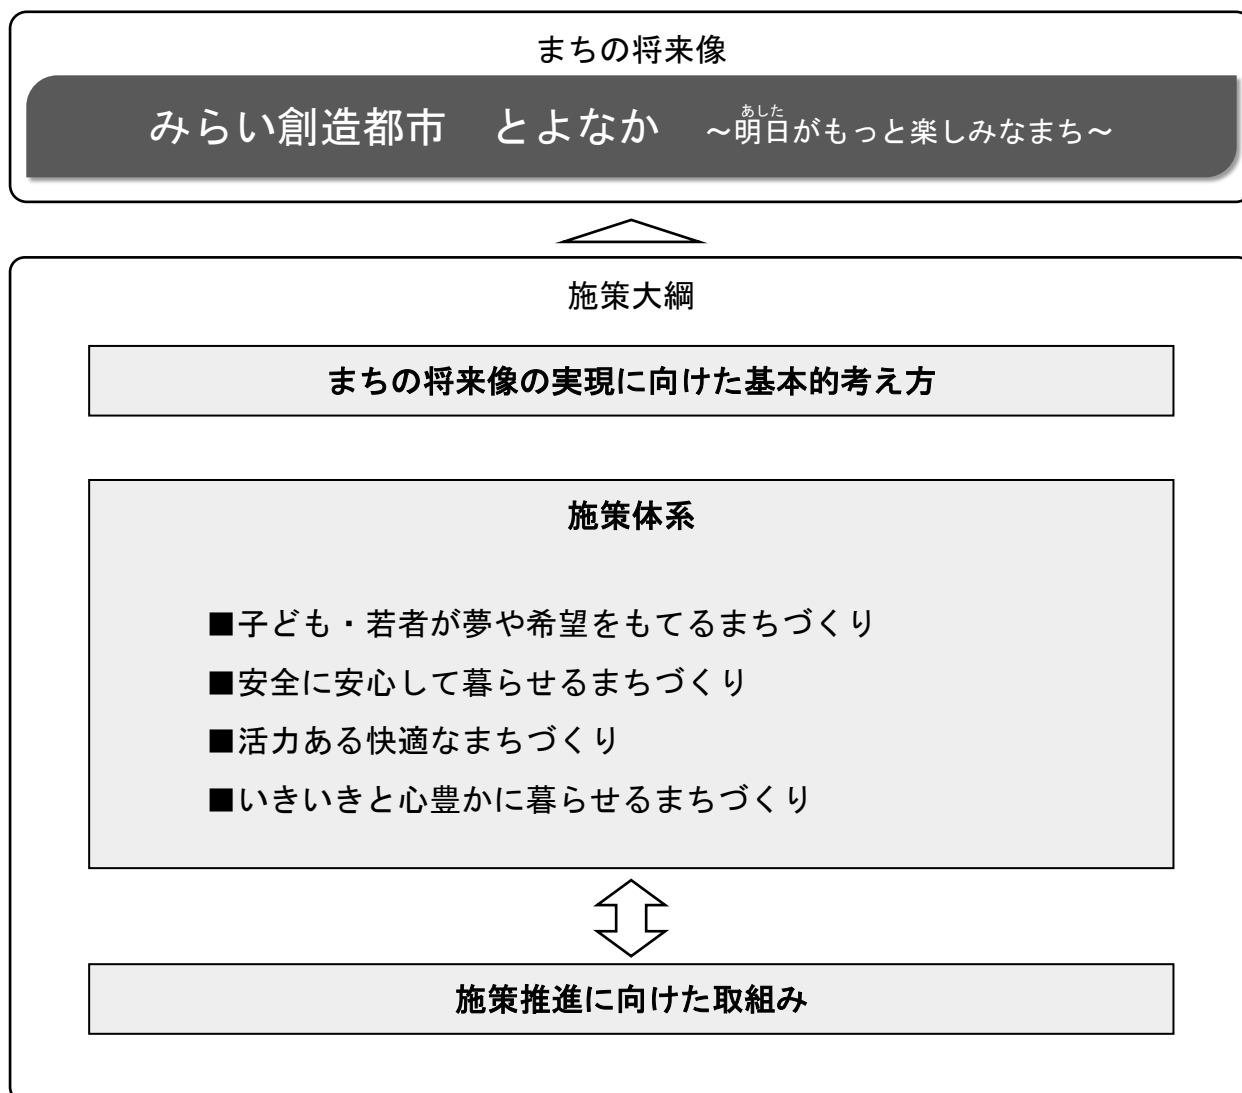 まちの将来像
みらい創造都市　とよなか　～明日がもっと楽しみなまち～
あした
施策大綱
まちの将来像の実現に向けた基本的考え方
施策体系
■子ども・若者が夢や希望をもてるまちづくり
■安全に安心して暮らせるまちづくり
■活力ある快適なまちづくり
■いきいきと心豊かに暮らせるまちづくり
施策推進に向けた取組み